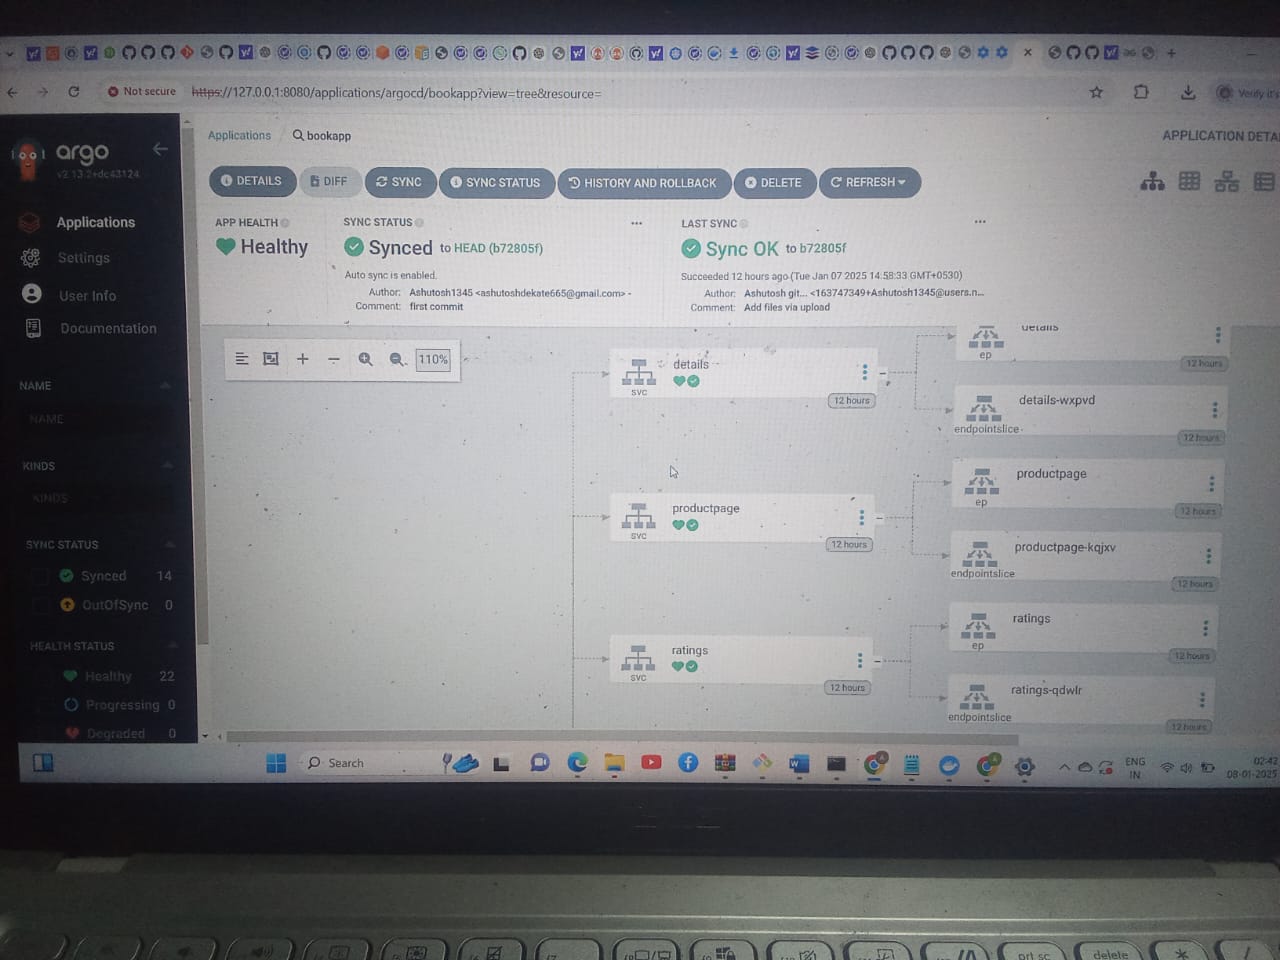 Not secure https://127.0.0.1:8080/applications/argocd/bookapp?view=tree&resource= Verify it's
argo
v2.13.2+dc43124
Applications
Settings
User Info
Documentation
NAME
NAME
KINDS
KINDS
SYNC STATUS
Synced 14
OutOfSync 0
HEALTH STATUS
Healthy 22
Progressing 0
Degraded 0
Applications / bookapp APPLICATION DETA
DETAILS DIFF SYNC SYNC STATUS HISTORY AND ROLLBACK DELETE REFRESH
APP HEALTH
Healthy
SYNC STATUS
Synced to HEAD (b72805f)
Auto sync is enabled.
Author: Ashutosh1345 <ashutoshdekate665@gmail.com> -
Comment: first commit
LAST SYNC
Sync OK to b72805f
Succeeded 12 hours ago (Tue Jan 07 2025 14:58:33 GMT+0530)
Author: Ashutosh git... <163747349+Ashutosh1345@users.n...
Comment: Add files via upload
110%
details
svc
12 hours
productpage
svc
12 hours
ratings
svc
12 hours
details
ep
12 hours
details-wxpvd
endpointslice
12 hours
productpage
ep
12 hours
productpage-kqjxv
endpointslice
12 hours
ratings
ep
12 hours
ratings-qdwlr
endpointslice
12 hours
Search
ENG
IN
02:42
08-01-2025
prt sc
delete